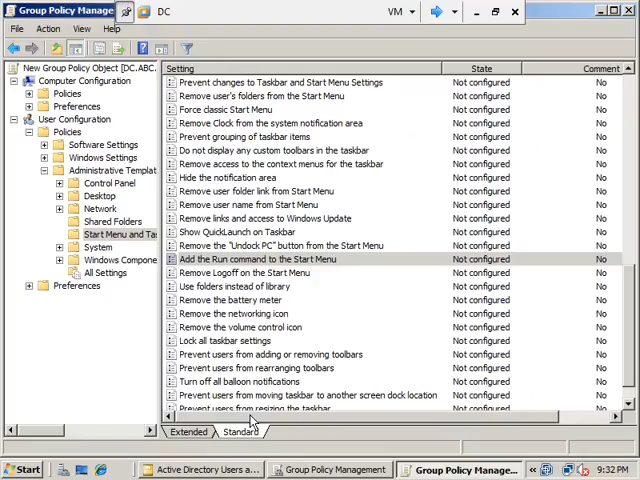 Group Policy Manage
DC
VM
File Action View Help
New Group Policy Object [DC.ABC.
Computer Configuration
Policies
Preferences
User Configuration
Policies
Software Settings
Windows Settings
Administrative Templat
Control Panel
Desktop
Network
Shared Folders
Start Menu and Tas
System
Windows Compone
All Settings
Preferences
Setting State Comment
Prevent changes to Taskbar and Start Menu Settings Not configured No
Remove user's folders from the Start Menu Not configured No
Force classic Start Menu Not configured No
Remove Clock from the system notification area Not configured No
Prevent grouping of taskbar items Not configured No
Do not display any custom toolbars in the taskbar Not configured No
Remove access to the context menus for the taskbar Not configured No
Hide the notification area Not configured No
Remove user folder link from Start Menu Not configured No
Remove user name from Start Menu Not configured No
Remove links and access to Windows Update Not configured No
Show QuickLaunch on Taskbar Not configured No
Remove the "Undock PC" button from the Start Menu Not configured No
Add the Run command to the Start Menu Not configured No
Remove Logoff on the Start Menu Not configured No
Use folders instead of library Not configured No
Remove the battery meter Not configured No
Remove the networking icon Not configured No
Remove the volume control icon Not configured No
Lock all taskbar settings Not configured No
Prevent users from adding or removing toolbars Not configured No
Prevent users from rearranging toolbars Not configured No
Turn off all balloon notifications Not configured No
Prevent users from moving taskbar to another screen dock location Not configured No
Prevent users from resizing the taskbar Not configured No
Extended Standard
Start Active Directory Users a... Group Policy Management Group Policy Manage... 9:32 PM